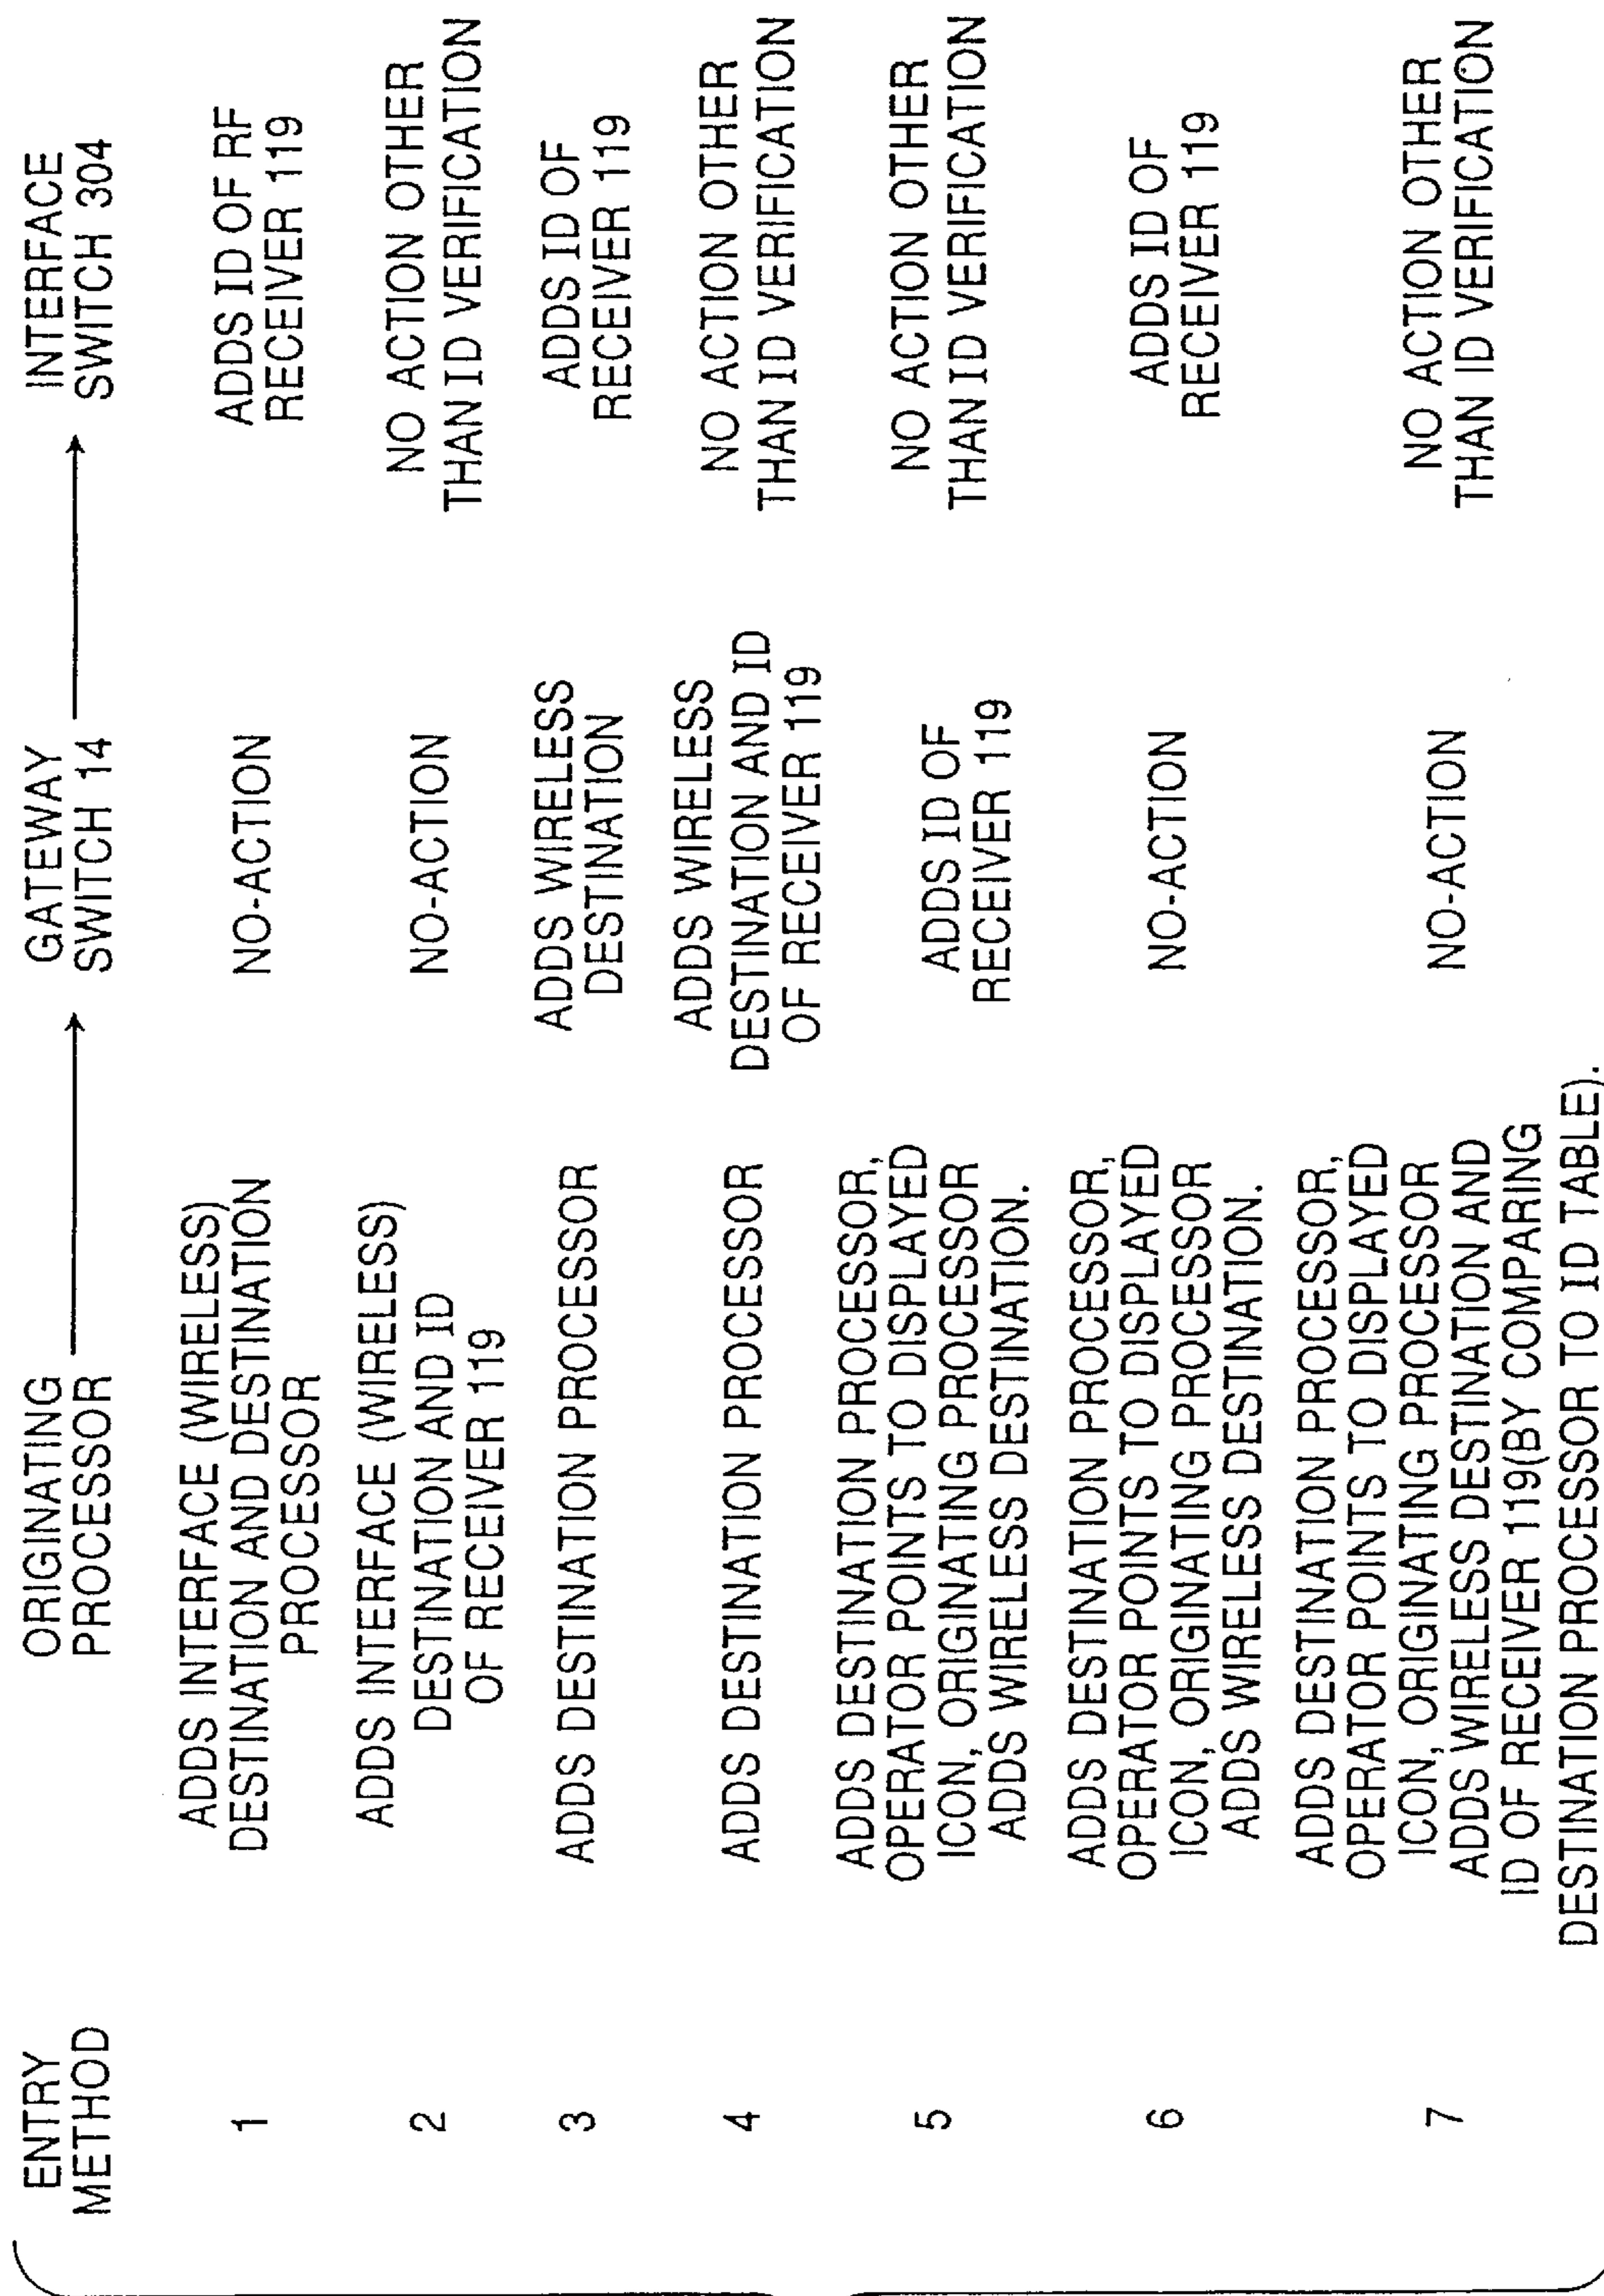 ENTRY
METHOD
ORIGINATING
PROCESSOR
GATEWAY
SWITCH 14
INTERFACE
SWITCH 304
1
ADDS INTERFACE (WIRELESS)
DESTINATION AND DESTINATION
PROCESSOR
NO-ACTION
ADDS ID OF RF
RECEIVER 119
2
ADDS INTERFACE (WIRELESS)
DESTINATION AND ID
OF RECEIVER 119
NO-ACTION
NO ACTION OTHER
THAN ID VERIFICATION
3
ADDS DESTINATION PROCESSOR
ADDS WIRELESS
DESTINATION
ADDS ID OF
RECEIVER 119
4
ADDS DESTINATION PROCESSOR
ADDS WIRELESS
DESTINATION AND ID
OF RECEIVER 119
NO ACTION OTHER
THAN ID VERIFICATION
5
ADDS DESTINATION PROCESSOR,
OPERATOR POINTS TO DISPLAYED
ICON, ORIGINATING PROCESSOR
ADDS WIRELESS DESTINATION.
ADDS ID OF
RECEIVER 119
NO ACTION OTHER
THAN ID VERIFICATION
6
ADDS DESTINATION PROCESSOR,
OPERATOR POINTS TO DISPLAYED
ICON, ORIGINATING PROCESSOR
ADDS WIRELESS DESTINATION.
NO-ACTION
ADDS ID OF
RECEIVER 119
7
ADDS DESTINATION PROCESSOR,
OPERATOR POINTS TO DISPLAYED
ICON, ORIGINATING PROCESSOR
ADDS WIRELESS DESTINATION AND
ID OF RECEIVER 119(BY COMPARING
DESTINATION PROCESSOR TO ID TABLE).
NO-ACTION
NO ACTION OTHER
THAN ID VERIFICATION